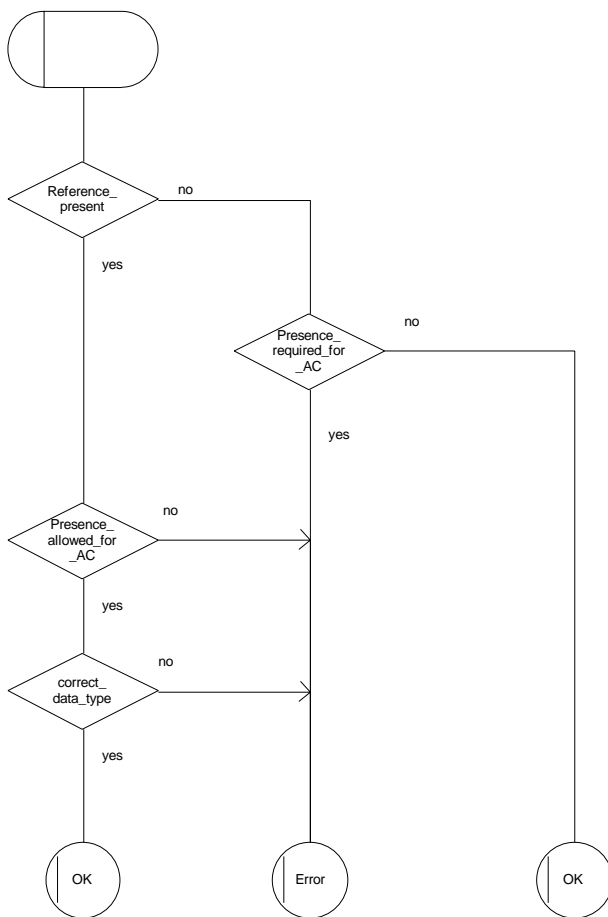 Reference_
present
no
yes
Presence_
required_for
_AC
no
yes
Presence_
allowed_for
_AC
no
yes
correct_
data_type
no
yes
OK
Error
OK